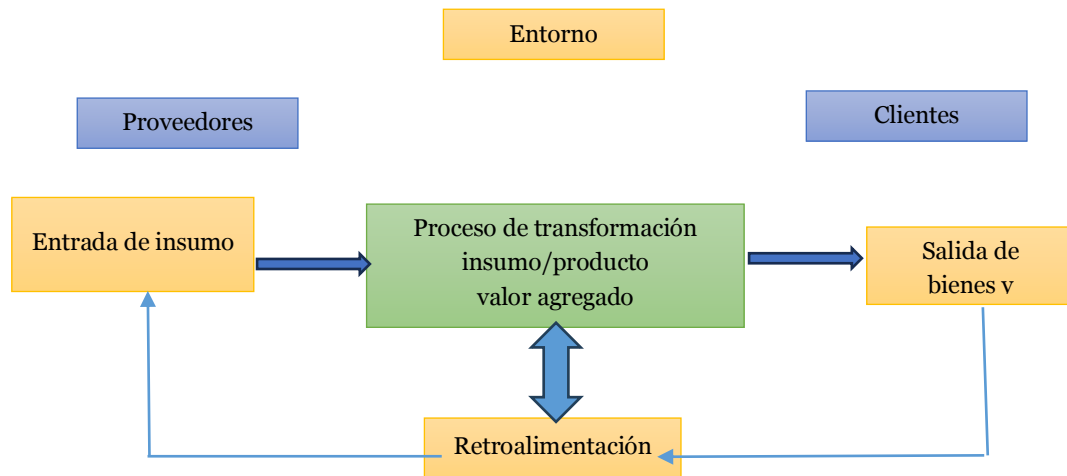 Entorno
Proveedores
Clientes
Entrada de insumo
Proceso de transformación
insumo/producto
valor agregado
Salida de
bienes v
Retroalimentación